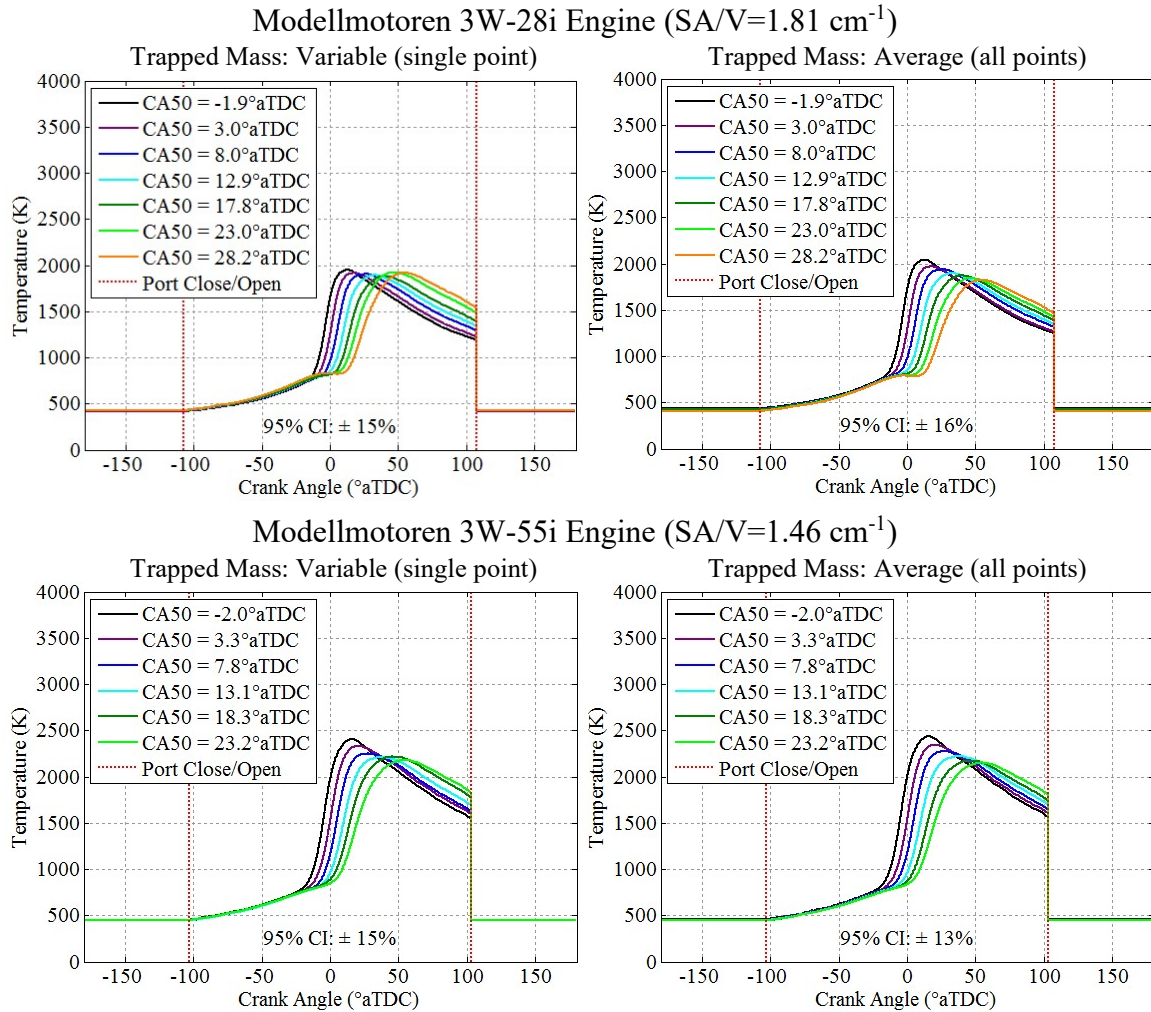 Modellmotoren 3W-28i Engine (SA/V=1.81 cm⁻¹)
Trapped Mass: Variable (single point)
4000
3500
3000
2500
2000
1500
1000
500
0
Temperature (K)
CA50 = -1.9°aTDC
CA50 = 3.0°aTDC
CA50 = 8.0°aTDC
CA50 = 12.9°aTDC
CA50 = 17.8°aTDC
CA50 = 23.0°aTDC
CA50 = 28.2°aTDC
Port Close/Open
95% CI: ± 15%
-150 -100 -50 0 50 100 150
Crank Angle (°aTDC)
Trapped Mass: Average (all points)
4000
3500
3000
2500
2000
1500
1000
500
0
Temperature (K)
CA50 = -1.9°aTDC
CA50 = 3.0°aTDC
CA50 = 8.0°aTDC
CA50 = 12.9°aTDC
CA50 = 17.8°aTDC
CA50 = 23.0°aTDC
CA50 = 28.2°aTDC
Port Close/Open
95% CI: ± 16%
-150 -100 -50 0 50 100 150
Crank Angle (°aTDC)
Modellmotoren 3W-55i Engine (SA/V=1.46 cm⁻¹)
Trapped Mass: Variable (single point)
4000
3500
3000
2500
2000
1500
1000
500
0
Temperature (K)
CA50 = -2.0°aTDC
CA50 = 3.3°aTDC
CA50 = 7.8°aTDC
CA50 = 13.1°aTDC
CA50 = 18.3°aTDC
CA50 = 23.2°aTDC
Port Close/Open
95% CI: ± 15%
-150 -100 -50 0 50 100 150
Crank Angle (°aTDC)
Trapped Mass: Average (all points)
4000
3500
3000
2500
2000
1500
1000
500
0
Temperature (K)
CA50 = -2.0°aTDC
CA50 = 3.3°aTDC
CA50 = 7.8°aTDC
CA50 = 13.1°aTDC
CA50 = 18.3°aTDC
CA50 = 23.2°aTDC
Port Close/Open
95% CI: ± 13%
-150 -100 -50 0 50 100 150
Crank Angle (°aTDC)